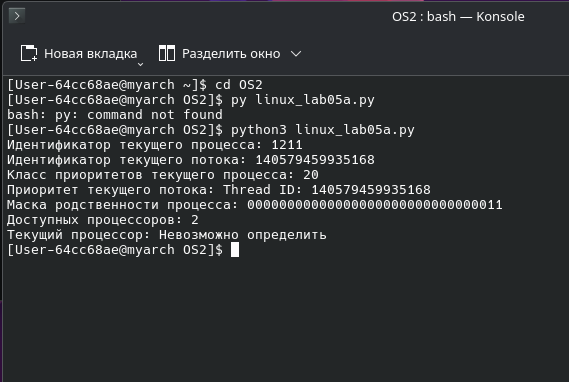 OS2 : bash — Konsole
Новая вкладка Разделить окно
[User-64cc68ae@myarch ~]$ cd OS2
[User-64cc68ae@myarch OS2]$ py linux_lab05a.py
bash: py: command not found
[User-64cc68ae@myarch OS2]$ python3 linux_lab05a.py
Идентификатор текущего процесса: 1211
Идентификатор текущего потока: 140579459935168
Класс приоритетов текущего процесса: 20
Приоритет текущего потока: Thread ID: 140579459935168
Маска родственности процесса: 00000000000000000000000000000011
Доступных процессоров: 2
Текущий процессор: Невозможно определить
[User-64cc68ae@myarch OS2]$